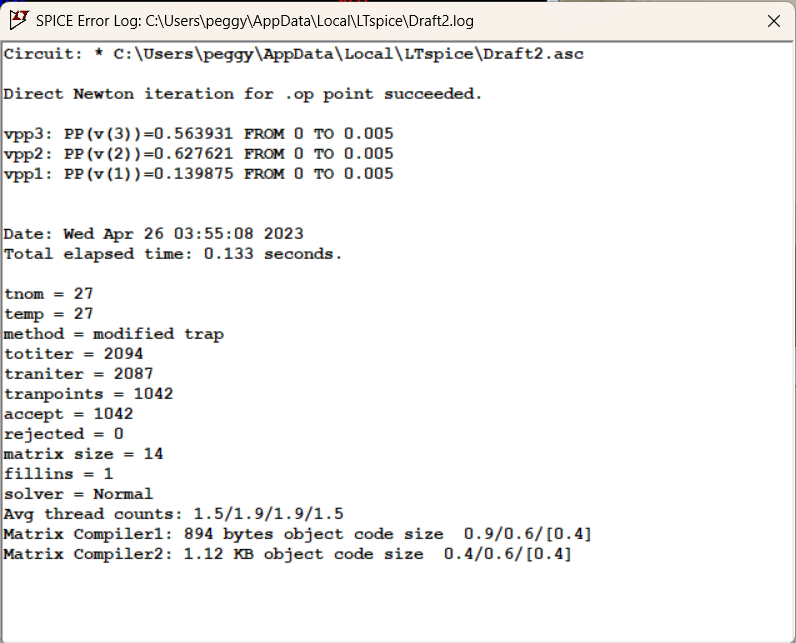 SPICE Error Log: C:\Users\peggy\AppData\Local\LTspice\Draft2.log
Circuit: * C:\Users\peggy\AppData\Local\LTspice\Draft2.asc
Direct Newton iteration for .op point succeeded.
vpp3: PP(v(3))=0.563931 FROM 0 TO 0.005
vpp2: PP(v(2))=0.627621 FROM 0 TO 0.005
vpp1: PP(v(1))=0.139875 FROM 0 TO 0.005
Date: Wed Apr 26 03:55:08 2023
Total elapsed time: 0.133 seconds.
tnom = 27
temp = 27
method = modified trap
totiter = 2094
traniter = 2087
tranpoints = 1042
accept = 1042
rejected = 0
matrix size = 14
fillins = 1
solver = Normal
Avg thread counts: 1.5/1.9/1.9/1.5
Matrix Compiler1: 894 bytes object code size  0.9/0.6/[0.4]
Matrix Compiler2: 1.12 KB object code size  0.4/0.6/[0.4]